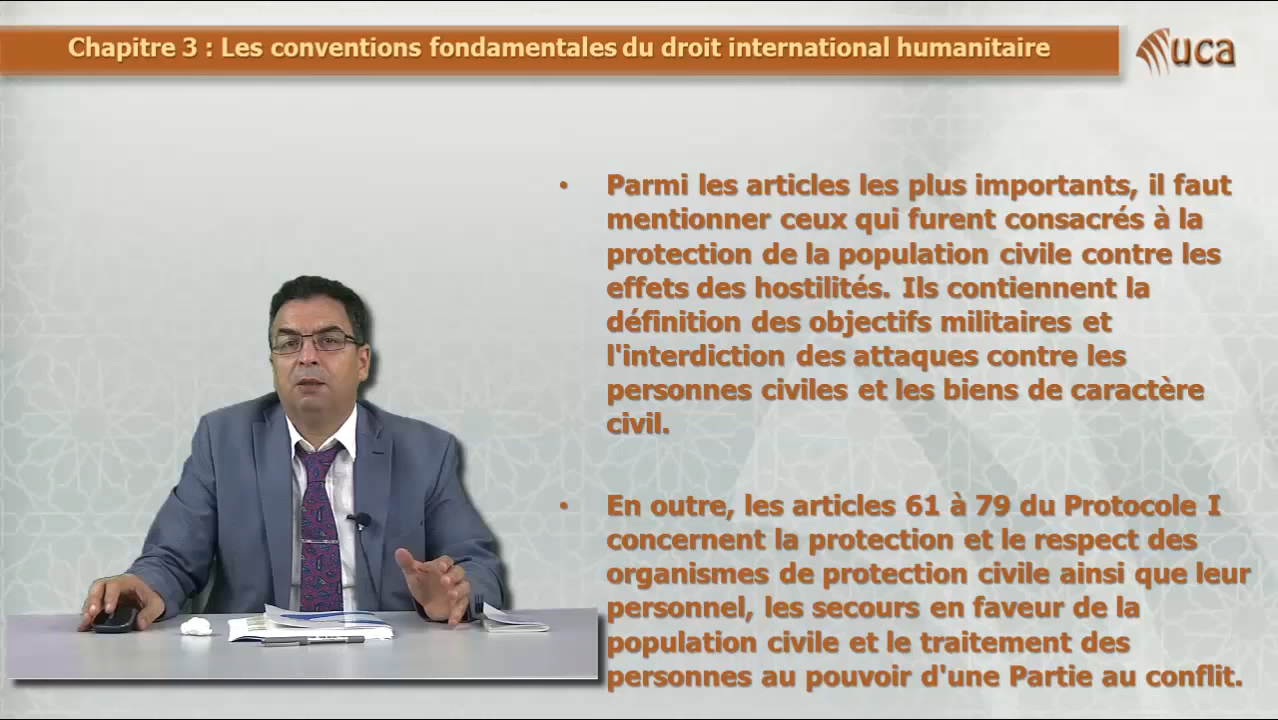 Chapitre 3 : Les conventions fondamentales du droit international humanitaire
uca
• Parmi les articles les plus importants, il faut
mentionner ceux qui furent consacrés à la
protection de la population civile contre les
effets des hostilités. Ils contiennent la
définition des objectifs militaires et
l'interdiction des attaques contre les
personnes civiles et les biens de caractère
civil.
• En outre, les articles 61 à 79 du Protocole I
concernent la protection et le respect des
organismes de protection civile ainsi que leur
personnel, les secours en faveur de la
population civile et le traitement des
personnes au pouvoir d'une Partie au conflit.